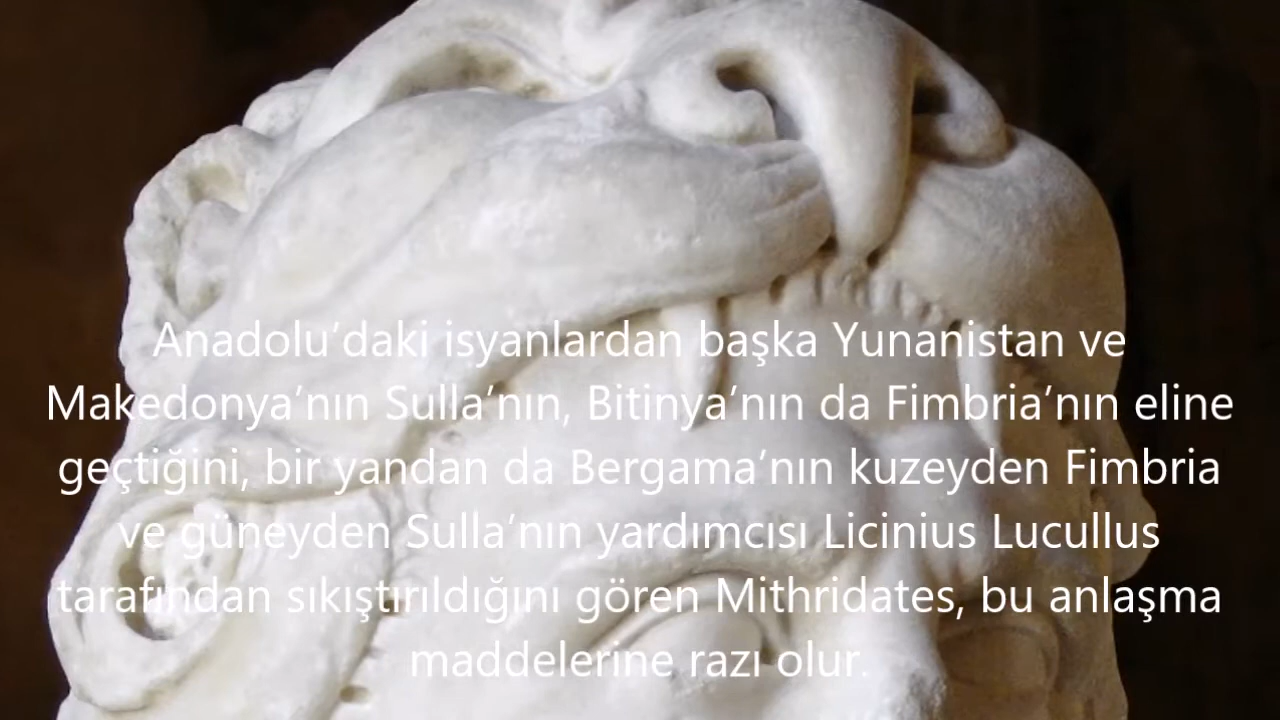 Anadolu’daki isyanlardan başka Yunanistan ve
Makedonya’nın Sulla’nın, Bitinya’nın da Fimbria’nın eline
geçtiğini, bir yandan da Bergama’nın kuzeyden Fimbria
ve güneyden Sulla’nın yardımcısı Licinius Lucullus
tarafından sıkıştırıldığını gören Mithridates, bu anlaşma
maddelerine razı olur.